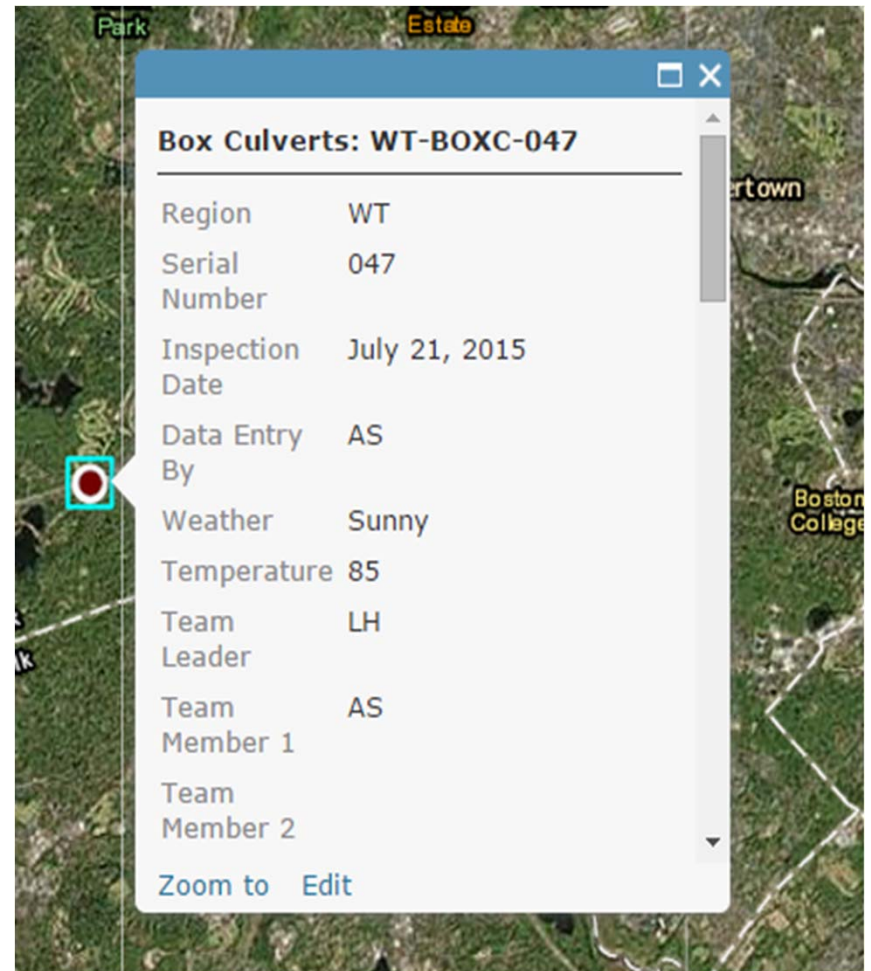 Park
Estate
Box Culverts: WT-BOXC-047
rtown
Region WT
Serial Number 047
Inspection Date July 21, 2015
Data Entry By AS
Boston College
Weather Sunny
Temperature 85
Team Leader LH
Team Member 1 AS
Team Member 2
Zoom to Edit